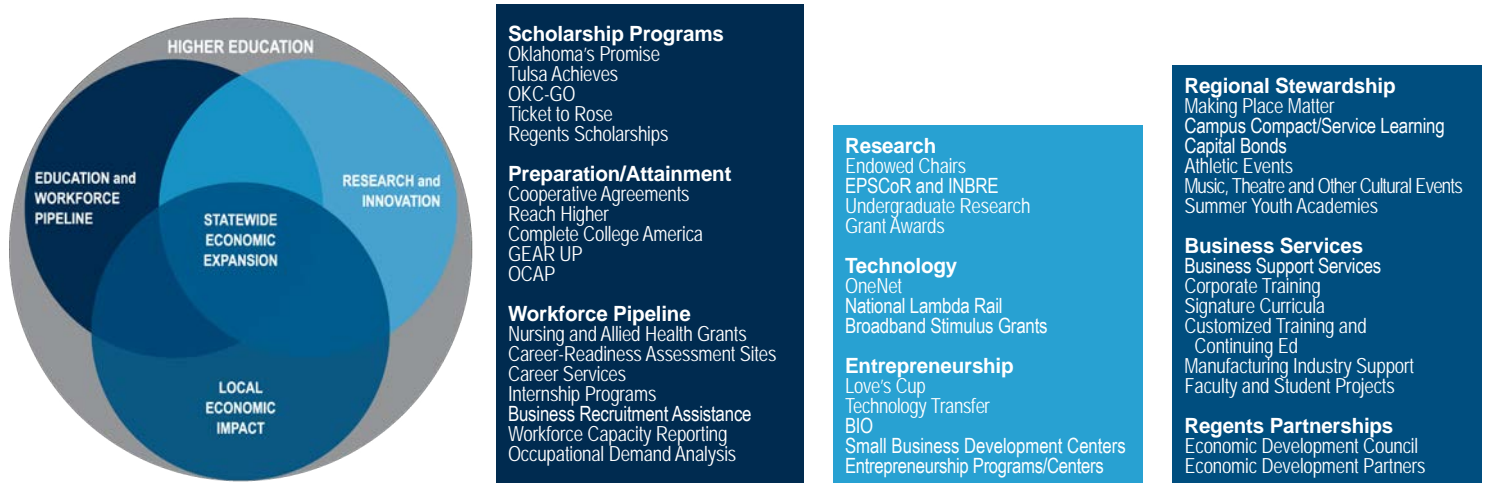 HIGHER EDUCATION
EDUCATION and
WORKFORCE
PIPELINE
RESEARCH and
INNOVATION
STATEWIDE
ECONOMIC
EXPANSION
LOCAL
ECONOMIC
IMPACT
Scholarship Programs
Oklahoma's Promise
Tulsa Achieves
OKC-GO
Ticket to Rose
Regents Scholarships
Preparation/Attainment
Cooperative Agreements
Reach Higher
Complete College America
GEAR UP
OCAP
Workforce Pipeline
Nursing and Allied Health Grants
Career-Readiness Assessment Sites
Career Services
Internship Programs
Business Recruitment Assistance
Workforce Capacity Reporting
Occupational Demand Analysis
Research
Endowed Chairs
EPSCoR and INBRE
Undergraduate Research
Grant Awards
Technology
OneNet
National Lambda Rail
Broadband Stimulus Grants
Entrepreneurship
Love's Cup
Technology Transfer
BIO
Small Business Development Centers
Entrepreneurship Programs/Centers
Regional Stewardship
Making Place Matter
Campus Compact/Service Learning
Capital Bonds
Athletic Events
Music, Theatre and Other Cultural Events
Summer Youth Academies
Business Services
Business Support Services
Corporate Training
Signature Curricula
Customized Training and
Continuing Ed
Manufacturing Industry Support
Faculty and Student Projects
Regents Partnerships
Economic Development Council
Economic Development Partners